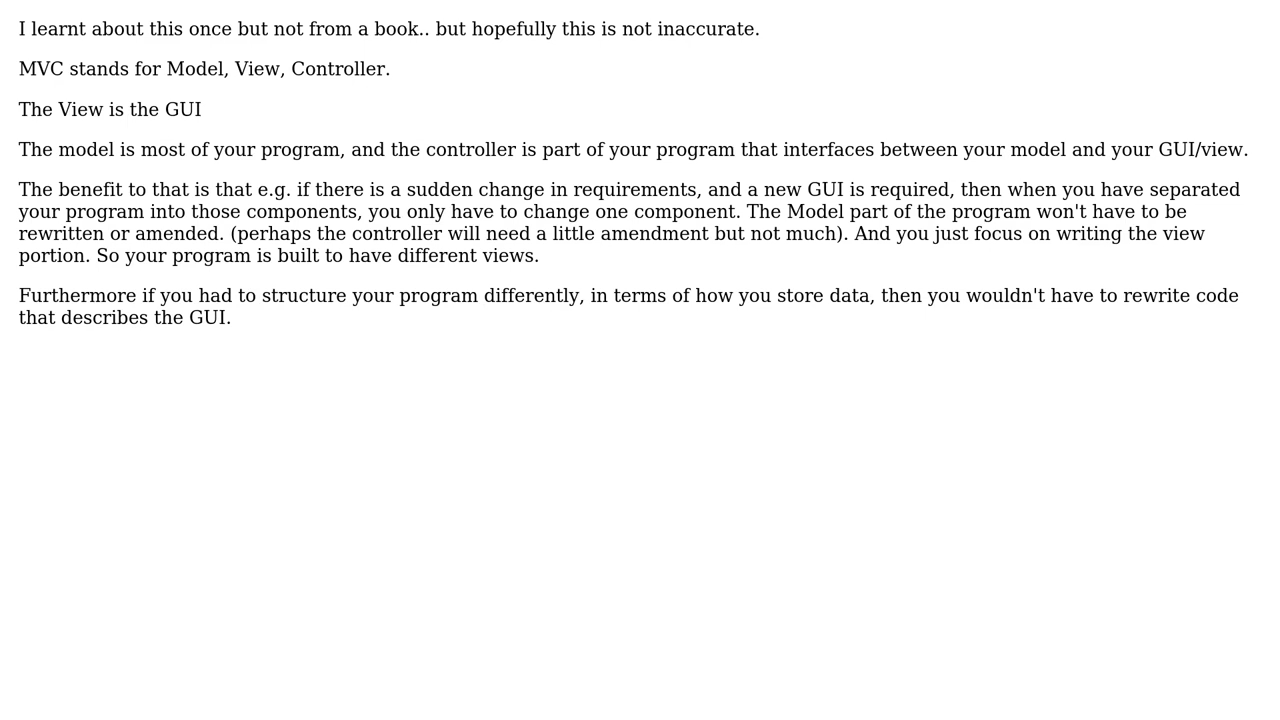 I learnt about this once but not from a book.. but hopefully this is not inaccurate.
MVC stands for Model, View, Controller.
The View is the GUI
The model is most of your program, and the controller is part of your program that interfaces between your model and your GUI/view.
The benefit to that is that e.g. if there is a sudden change in requirements, and a new GUI is required, then when you have separated
your program into those components, you only have to change one component. The Model part of the program won't have to be
rewritten or amended. (perhaps the controller will need a little amendment but not much). And you just focus on writing the view
portion. So your program is built to have different views.
Furthermore if you had to structure your program differently, in terms of how you store data, then you wouldn't have to rewrite code
that describes the GUI.